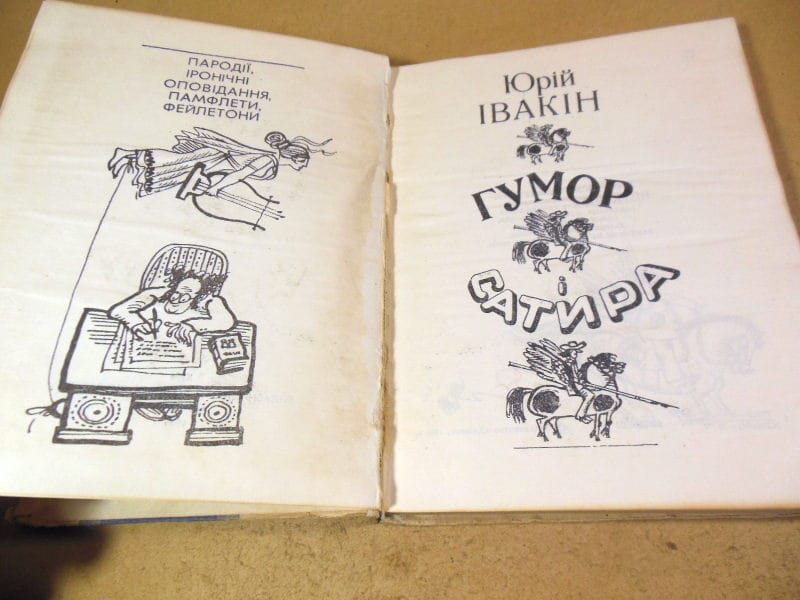 ПАРОДІЇ,
ІРОНІЧНІ
ОПОВІДАННЯ,
ПАМФЛЕТИ,
ФЕЙЛЕТОНИ
Юрій
ІВАКІН
ГУМОР
і
САТИРА